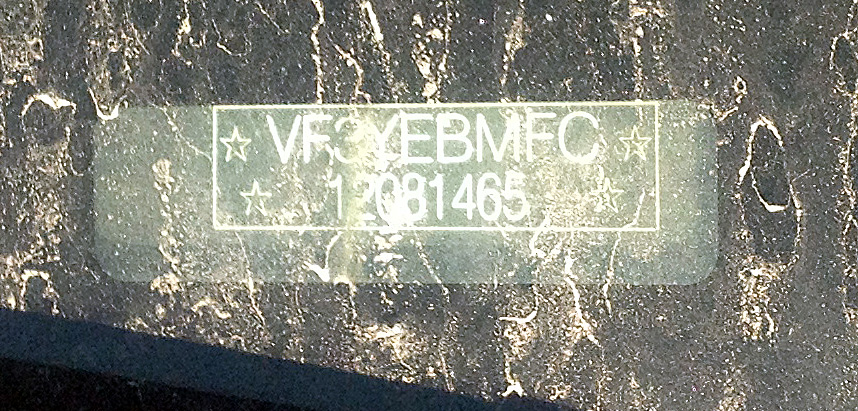 ☆ VF3YEBMFC ☆
☆ 12081465 ☆